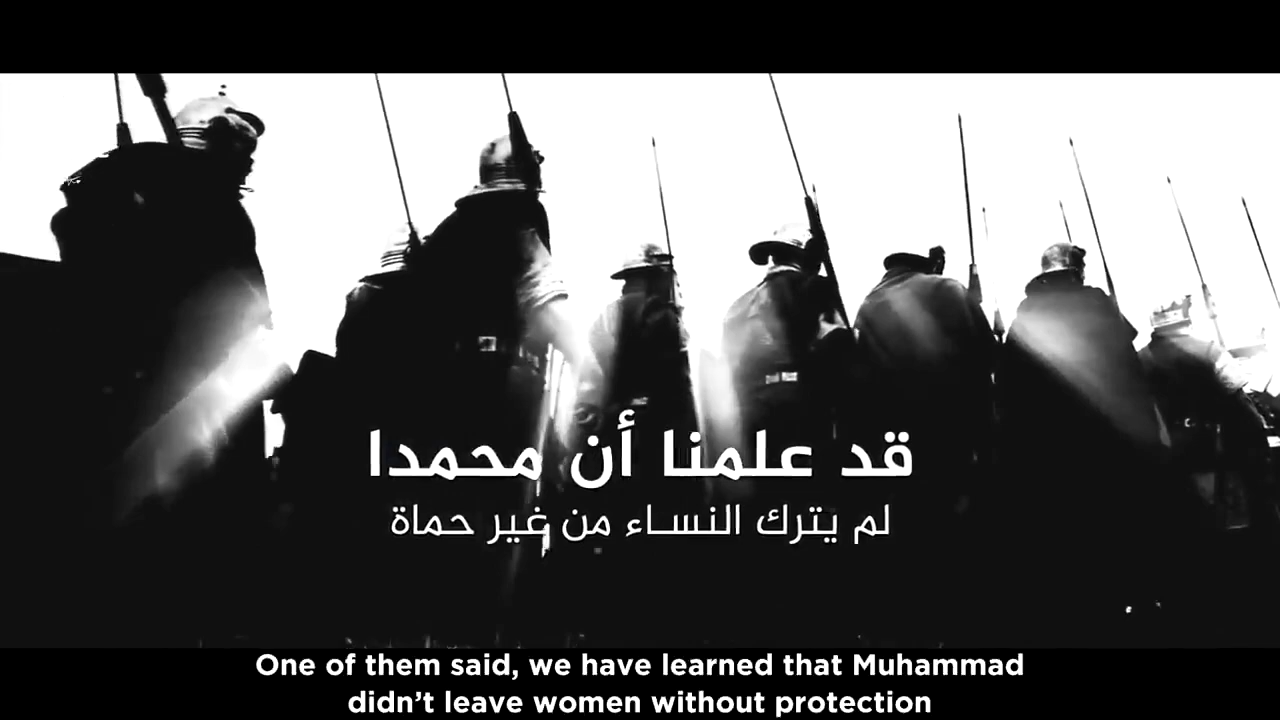 قد علمنا أن محمدا
لم يترك النساء من غير حماة
One of them said, we have learned that Muhammad
didn’t leave women without protection